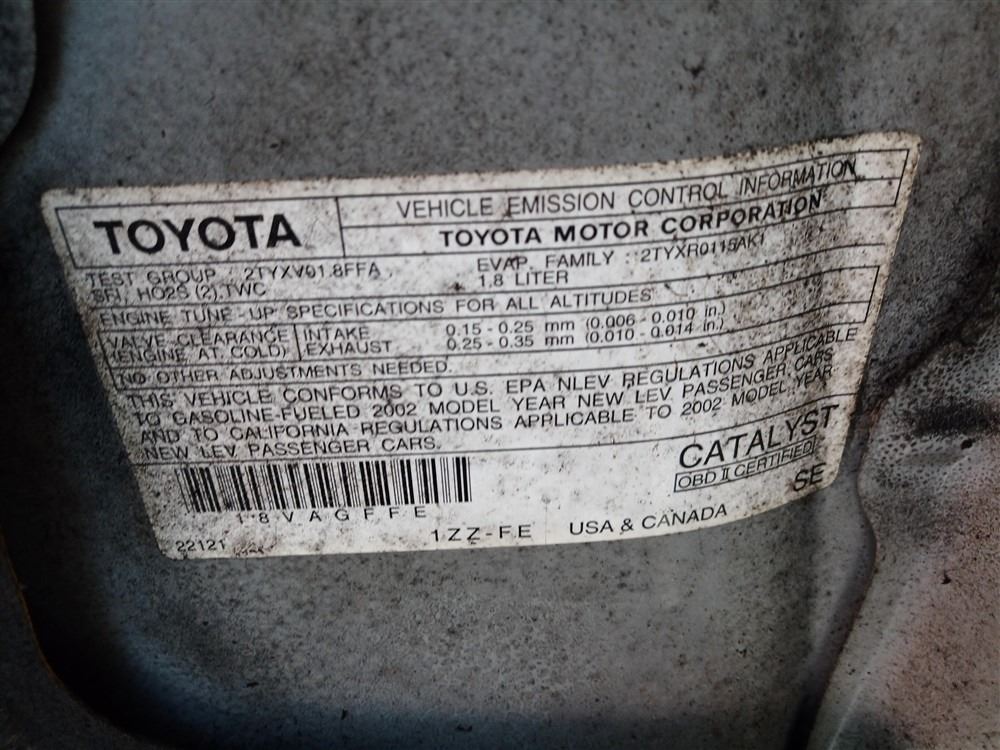 TOYOTA
VEHICLE EMISSION CONTROL INFORMATION
TOYOTA MOTOR CORPORATION
TEST GROUP : 2TYXV01.8FFA
EVAP. FAMILY : 2TYXR0115AK1
SFI, HO2S (2), TWC
1.8 LITER
ENGINE TUNE-UP SPECIFICATIONS FOR ALL ALTITUDES
VALVE CLEARANCE INTAKE 0.15 - 0.25 mm (0.006 - 0.010 in.)
(ENGINE AT COLD) EXHAUST 0.25 - 0.35 mm (0.010 - 0.014 in.)
NO OTHER ADJUSTMENTS NEEDED.
THIS VEHICLE CONFORMS TO U.S. EPA NLEV REGULATIONS APPLICABLE
TO GASOLINE-FUELED 2002 MODEL YEAR NEW LEV PASSENGER CARS
AND TO CALIFORNIA REGULATIONS APPLICABLE TO 2002 MODEL YEAR
NEW LEV PASSENGER CARS.
CATALYST
OBD II CERTIFIED
SE
18VAGFFE
22121
1ZZ-FE
USA & CANADA